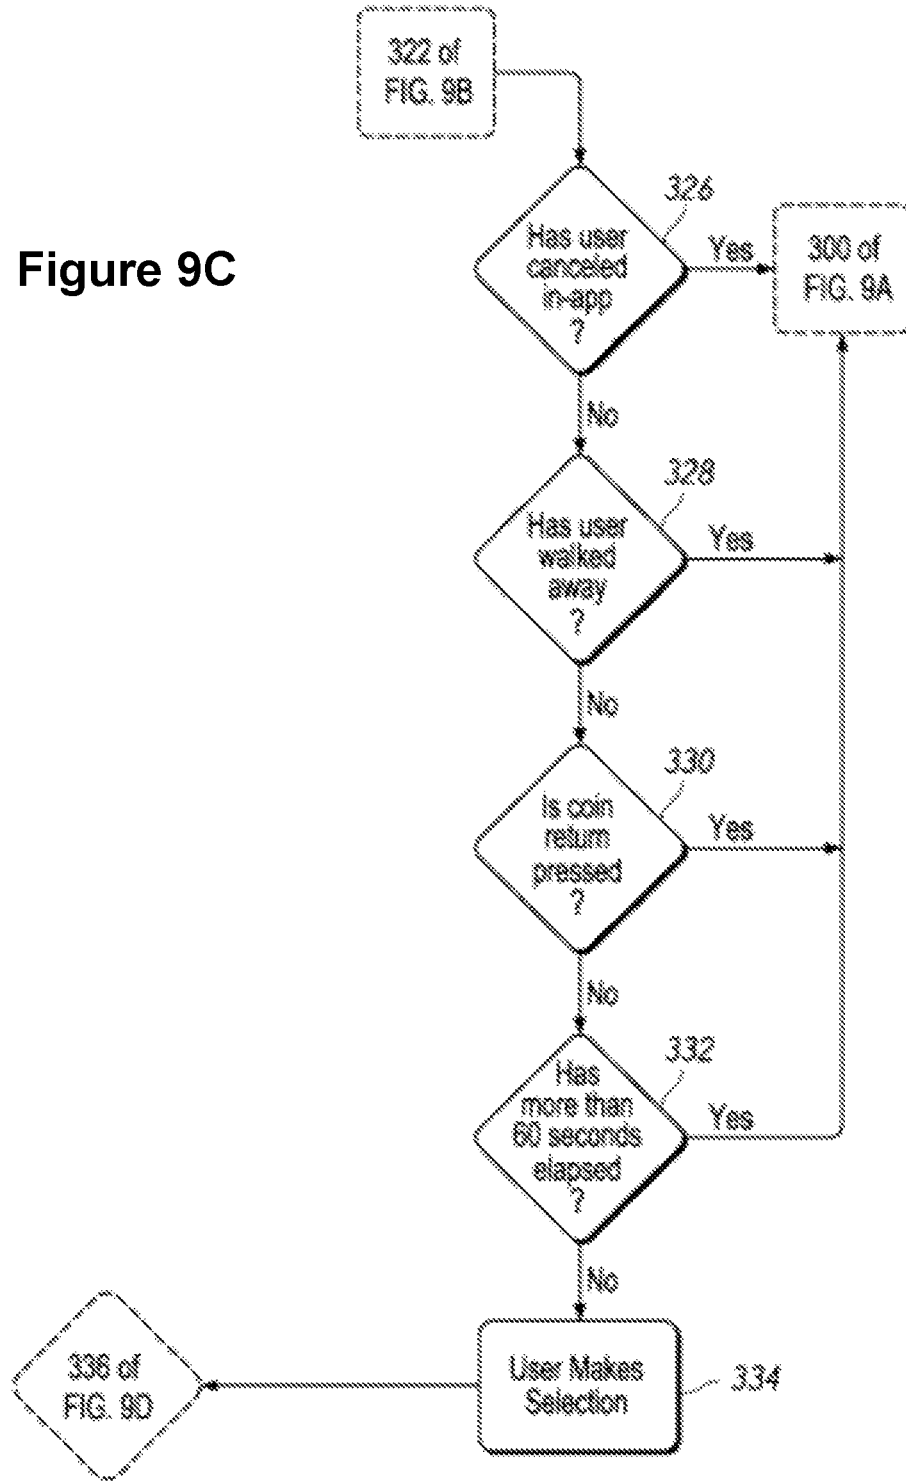 322 of
FIG. 9B
326
Has user
canceled
in-app
?
Yes
300 of
FIG. 9A
Figure 9C
No
328
Has user
walked
away
?
Yes
No
330
Is coin
return
pressed
?
Yes
No
332
Has
more than
60 seconds
elapsed
?
Yes
No
336 of
FIG. 9D
User Makes
Selection
334